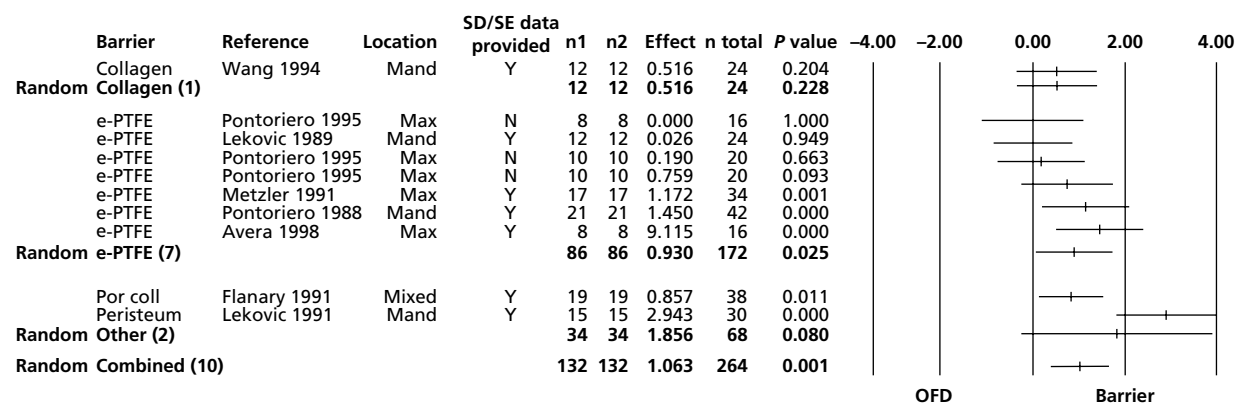 Barrier Reference Location SD/SE data provided n1 n2 Effect n total P value –4.00 –2.00 0.00 2.00 4.00
Collagen Wang 1994 Mand Y 12 12 0.516 24 0.204
Random Collagen (1) 12 12 0.516 24 0.228
e-PTFE Pontoriero 1995 Max N 8 8 0.000 16 1.000
e-PTFE Lekovic 1989 Mand Y 12 12 0.026 24 0.949
e-PTFE Pontoriero 1995 Max N 10 10 0.190 20 0.663
e-PTFE Pontoriero 1995 Max N 10 10 0.759 20 0.093
e-PTFE Metzler 1991 Max Y 17 17 1.172 34 0.001
e-PTFE Pontoriero 1988 Mand Y 21 21 1.450 42 0.000
e-PTFE Avera 1998 Max Y 8 8 9.115 16 0.000
Random e-PTFE (7) 86 86 0.930 172 0.025
Por coll Flanary 1991 Mixed Y 19 19 0.857 38 0.011
Peristeum Lekovic 1991 Mand Y 15 15 2.943 30 0.000
Random Other (2) 34 34 1.856 68 0.080
Random Combined (10) 132 132 1.063 264 0.001
OFD Barrier